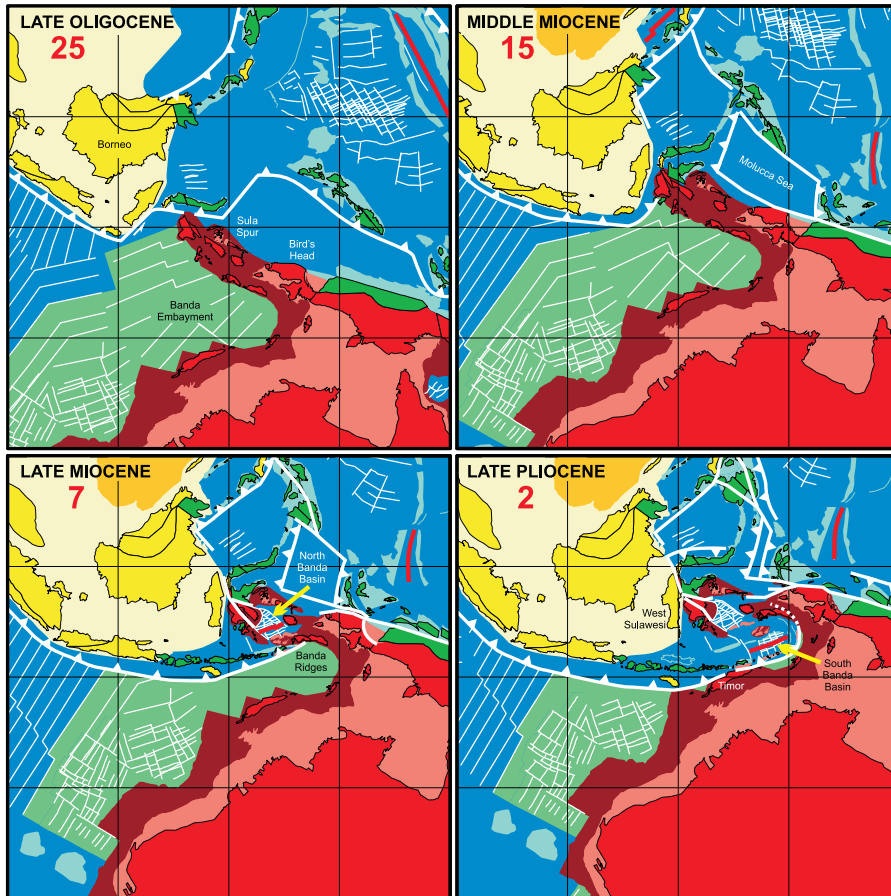 LATE OLIGOCENE
25
Borneo
Sula
Spur
Bird's
Head
Banda
Embayment
MIDDLE MIOCENE
15
Molucca Sea
LATE MIOCENE
7
North
Banda
Basin
Banda
Ridges
LATE PLIOCENE
2
West
Sulawesi
Timor
South
Banda
Basin